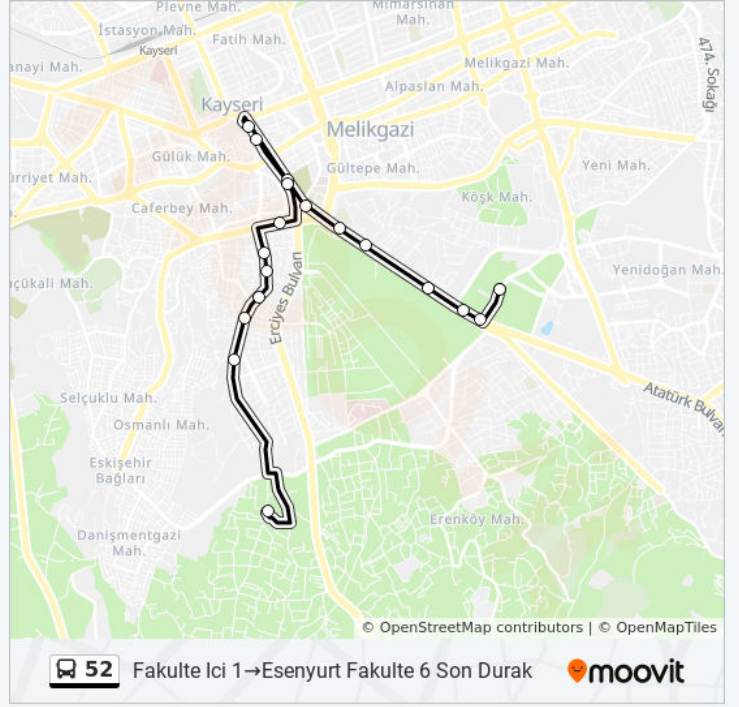 Plevne Mah.
Mimarsinan
Mah.
İstasyon Mah.
Fatih Mah.
Kayseri
anayi Mah.
Melikgazi Mah.
474. Sokağı
Alpaslan Mah.
Kayseri
Melikgazi
Gülük Mah.
Gültepe Mah.
Yeni Mah.
ürriyet Mah.
Köşk Mah.
Caferbey Mah.
Yenidoğan Mah.
çükali Mah.
Erciyes Bulvarı
Selçuklu Mah.
Atatürk Bulvar
Osmanlı Mah.
Eskişehir
Bağları
Erenköy Mah.
Danişmentgazi
Mah.
© OpenStreetMap contributors | © OpenMapTiles
52 Fakulte Ici 1→Esenyurt Fakulte 6 Son Durak
moovit